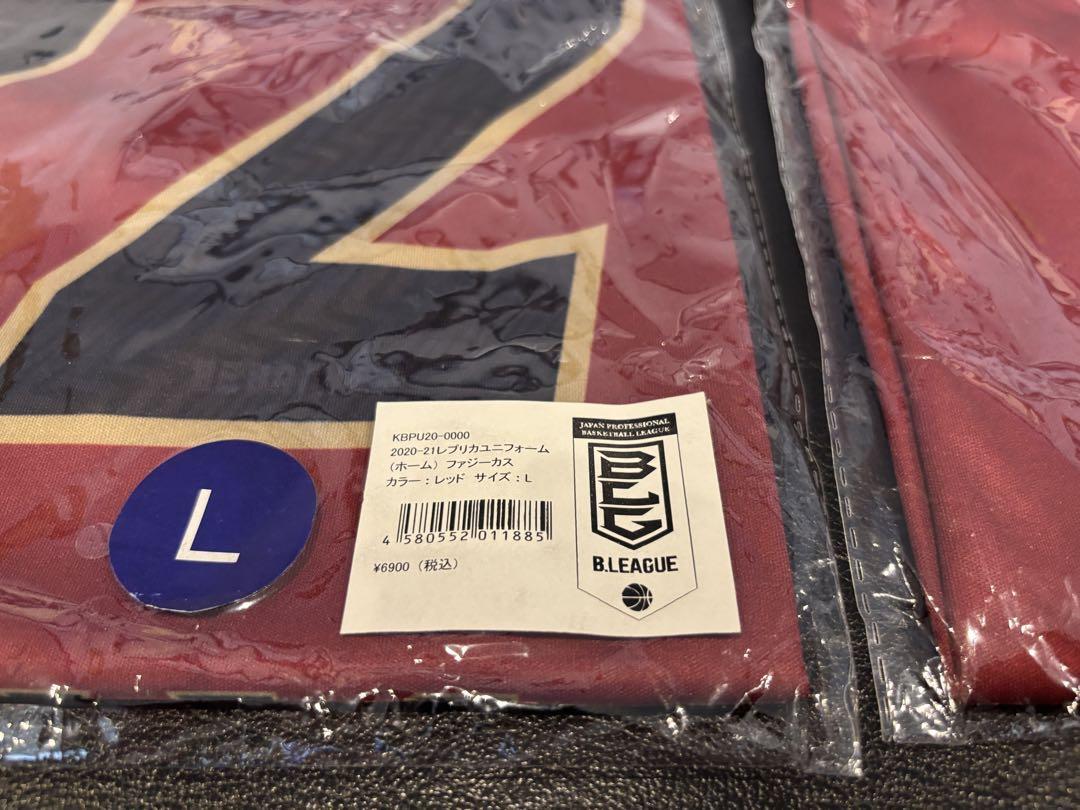 2
L
KBPU20-0000
2020-21レプリカユニフォーム
(ホーム) ファジーカス
カラー：レッド サイズ：L
4 580552 011885
¥6900 (税込)
JAPAN PROFESSIONAL
BASKETBALL LEAGUE
BLG
B.LEAGUE